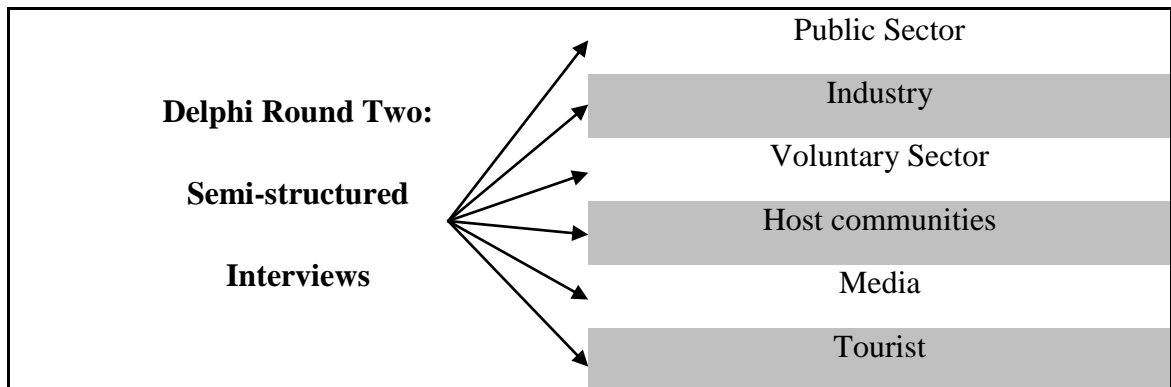 Delphi Round Two:
Semi-structured
Interviews
Public Sector
Industry
Voluntary Sector
Host communities
Media
Tourist